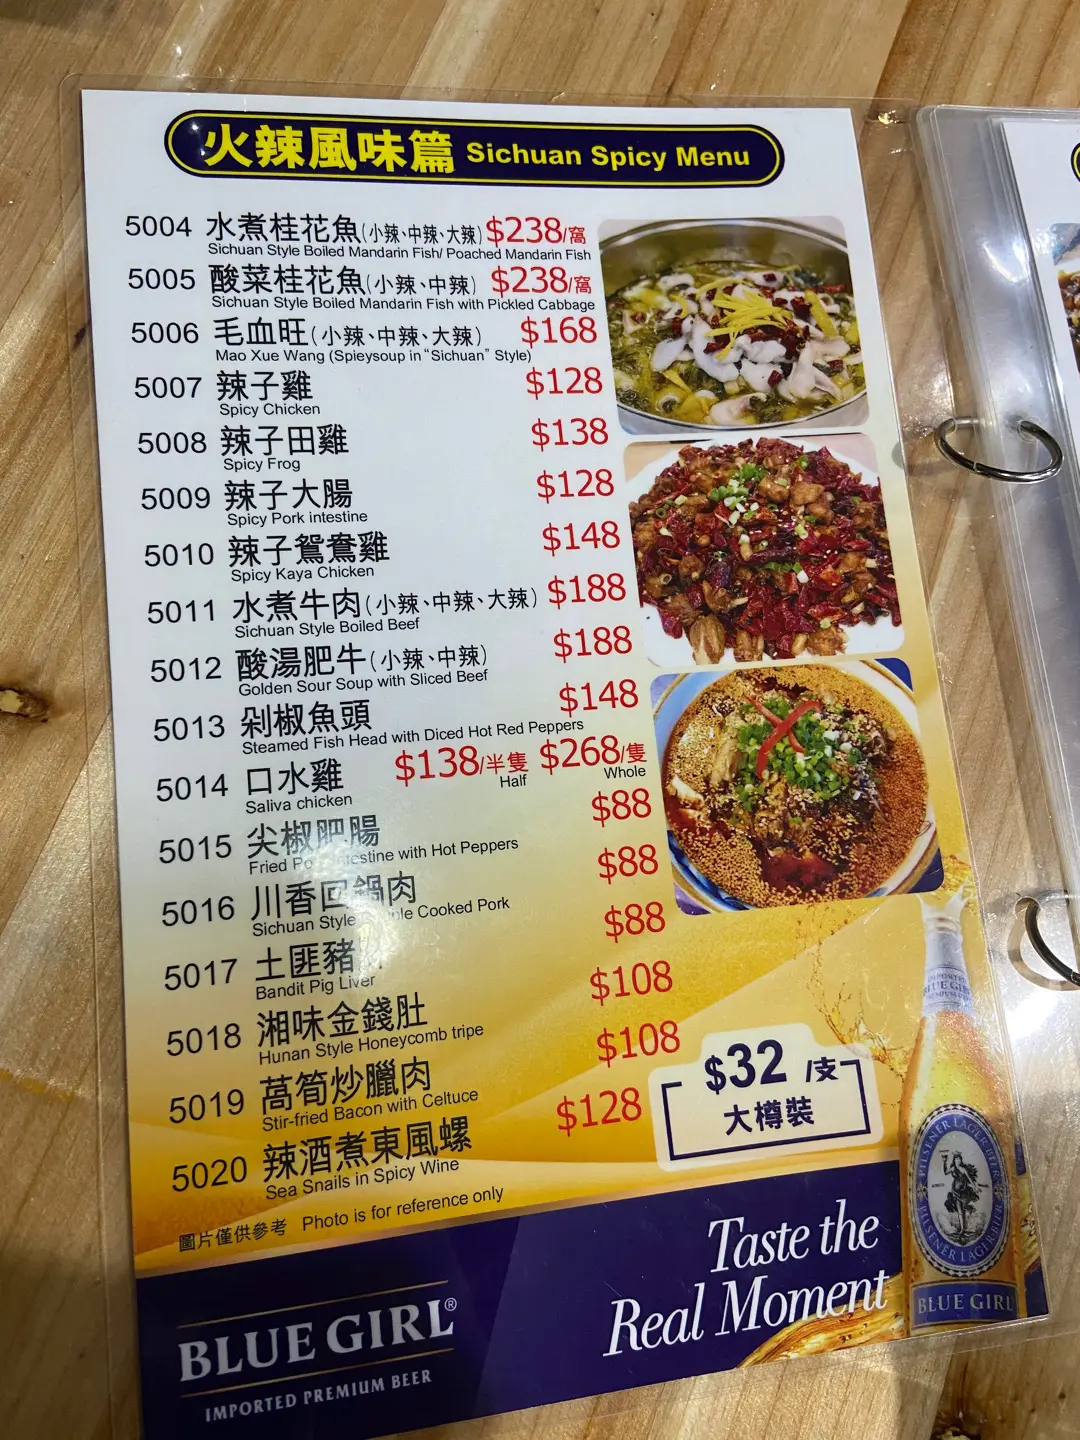 火辣風味篇 Sichuan Spicy Menu
5004 水煮桂花魚(小辣、中辣、大辣) $238/窩
Sichuan Style Boiled Mandarin Fish/ Poached Mandarin Fish
5005 酸菜桂花魚(小辣、中辣) $238/窩
Sichuan Style Boiled Mandarin Fish with Pickled Cabbage
5006 毛血旺(小辣、中辣、大辣) $168
Mao Xue Wang (Spieysoup in "Sichuan" Style)
5007 辣子雞 $128
Spicy Chicken
5008 辣子田雞 $138
Spicy Frog
5009 辣子大腸 $128
Spicy Pork intestine
5010 辣子鴛鴦雞 $148
Spicy Kaya Chicken
5011 水煮牛肉(小辣、中辣、大辣) $188
Sichuan Style Boiled Beef
5012 酸湯肥牛(小辣、中辣) $188
Golden Sour Soup with Sliced Beef
5013 剁椒魚頭 $148
Steamed Fish Head with Diced Hot Red Peppers
5014 口水雞 $138/半隻 $268/隻
Saliva chicken Half Whole
5015 尖椒肥腸 $88
Fried with Hot Peppers
5016 川香回鍋肉 $88
Sichuan Style Cooked Pork
5017 土匪豬 $88
Bandit Pig Liver
5018 湘味金錢肚 $108
Hunan Style Honeycomb tripe
5019 萵筍炒臘肉 $108
Stir-fried Bacon with Celtuce
5020 辣酒煮東風螺 $128
Sea Snails in Spicy Wine
圖片僅供參考 Photo is for reference only
$32 /支
大樽裝
Taste the
Real Moment
BLUE GIRL®
IMPORTED PREMIUM BEER
BLUE GIRL
PILSENER LAGER BEER
PILSENER LAGER BEER
BLUE GIRL